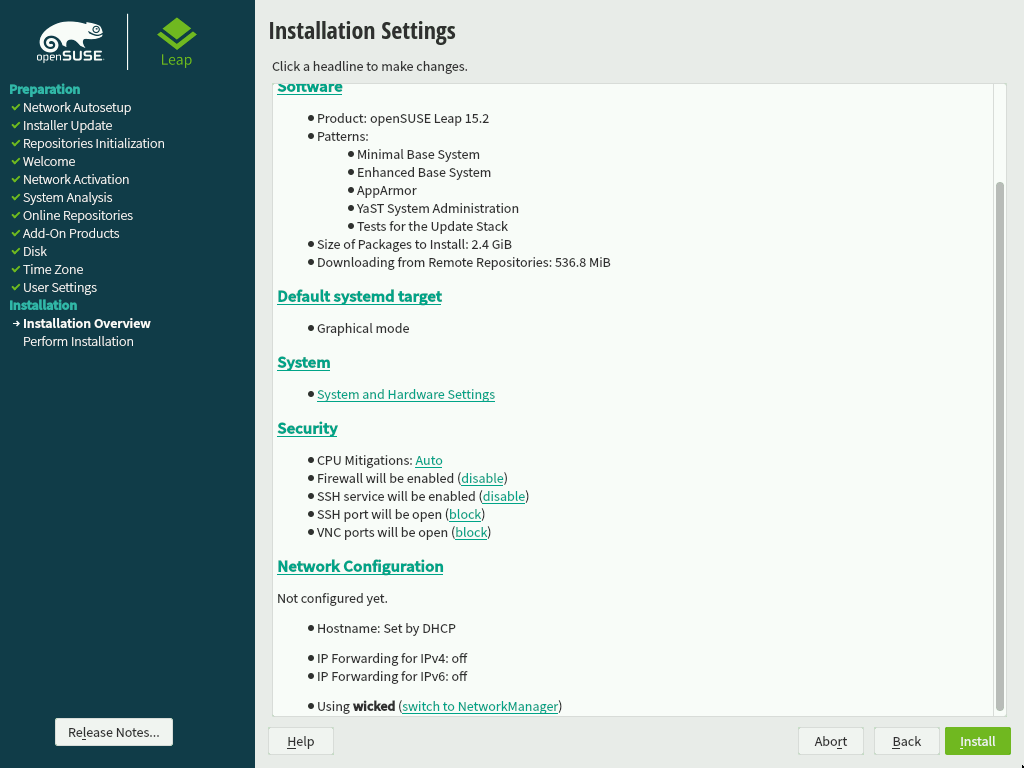 openSUSE
Leap
Preparation
Network Autosetup
Installer Update
Repositories Initialization
Welcome
Network Activation
System Analysis
Online Repositories
Add-On Products
Disk
Time Zone
User Settings
Installation
Installation Overview
Perform Installation
Release Notes...
Installation Settings
Click a headline to make changes.
Software
Product: openSUSE Leap 15.2
Patterns:
Minimal Base System
Enhanced Base System
AppArmor
YaST System Administration
Tests for the Update Stack
Size of Packages to Install: 2.4 GiB
Downloading from Remote Repositories: 536.8 MiB
Default systemd target
Graphical mode
System
System and Hardware Settings
Security
CPU Mitigations: Auto
Firewall will be enabled (disable)
SSH service will be enabled (disable)
SSH port will be open (block)
VNC ports will be open (block)
Network Configuration
Not configured yet.
Hostname: Set by DHCP
IP Forwarding for IPv4: off
IP Forwarding for IPv6: off
Using wicked (switch to NetworkManager)
Help
Abort
Back
Install